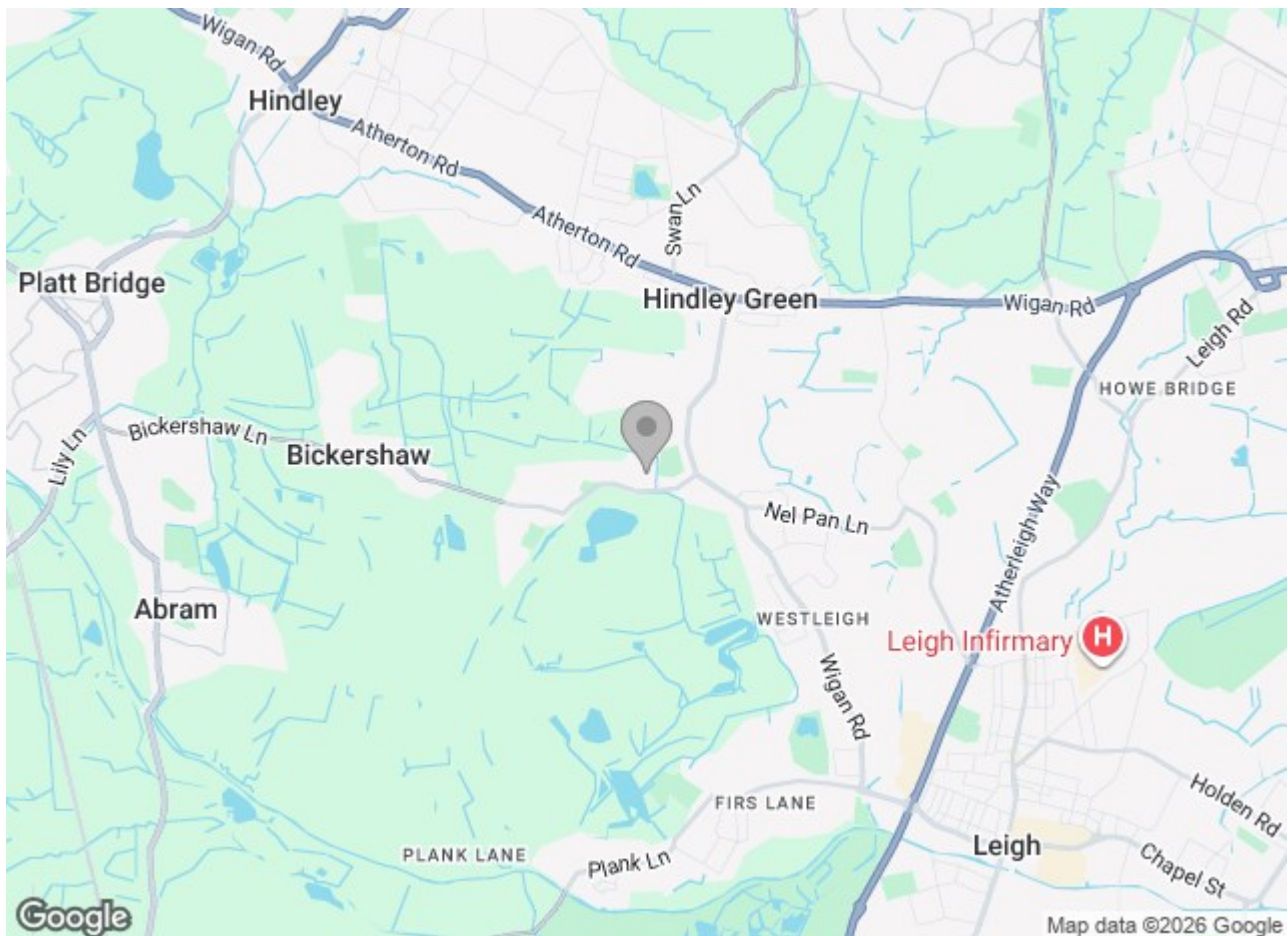 Wigan Rd
Hindley
Atherton Rd
Swan Ln
Atherton Rd
Platt Bridge
Hindley Green
Wigan Rd
Leigh Rd
HOWE BRIDGE
Bickershaw Ln
Lily Ln
Bickershaw
Nel Pan Ln
Atherleigh Way
Abram
WESTLEIGH
Leigh Infirmary
H
Wigan Rd
FIRS LANE
Holden Rd
PLANK LANE
Plank Ln
Leigh
Chapel St
Google
Map data ©2026 Google